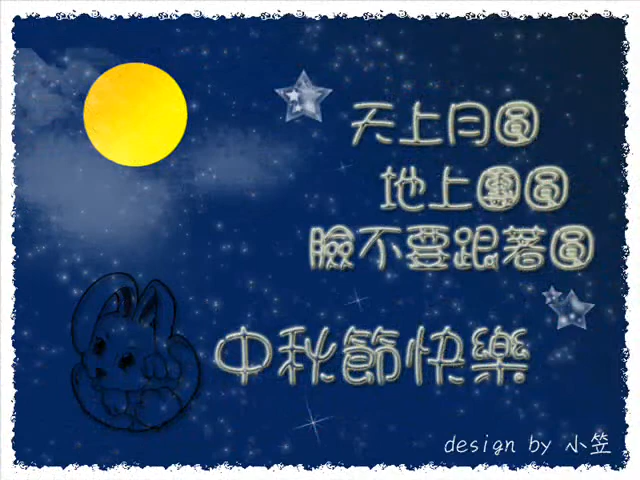 天上月圓
地上團圓
臉不要跟著圓
中秋節快樂
design by 小笠